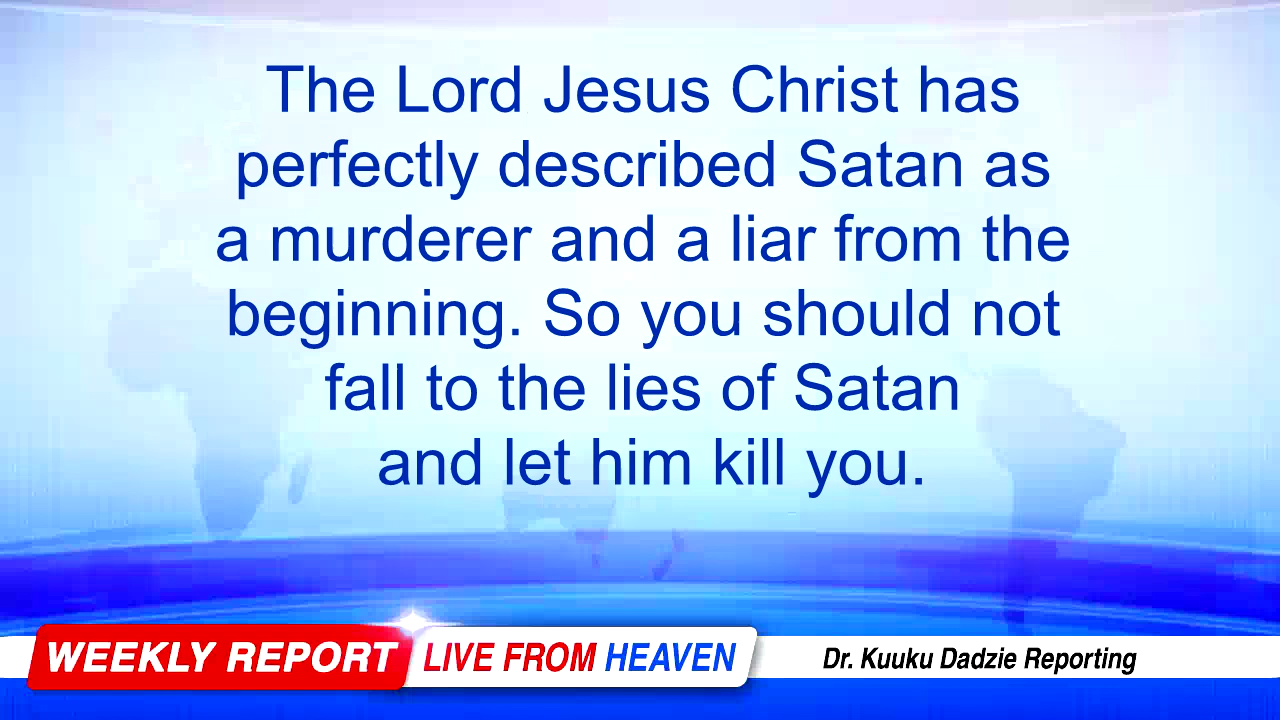 The Lord Jesus Christ has
perfectly described Satan as
a murderer and a liar from the
beginning. So you should not
fall to the lies of Satan
and let him kill you.
WEEKLY REPORT LIVE FROM HEAVEN Dr. Kuuku Dadzie Reporting